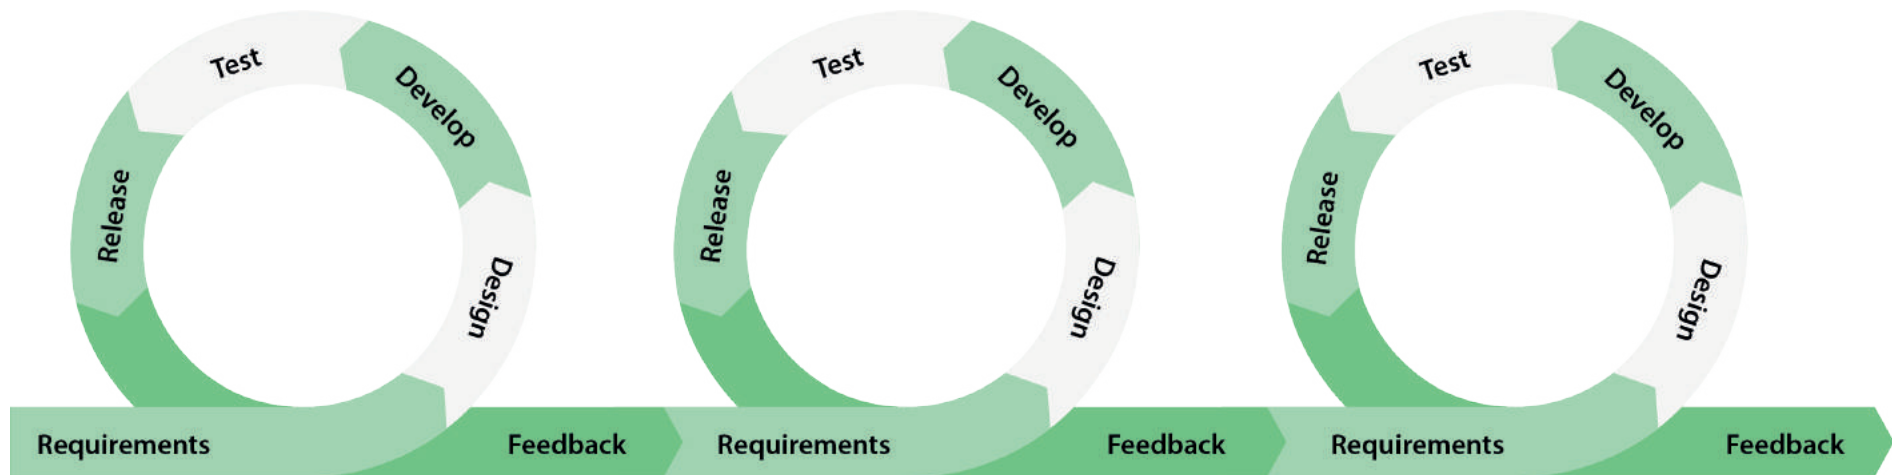 Requirements
Design
Develop
Test
Release
Feedback
Requirements
Design
Develop
Test
Release
Feedback
Requirements
Design
Develop
Test
Release
Feedback